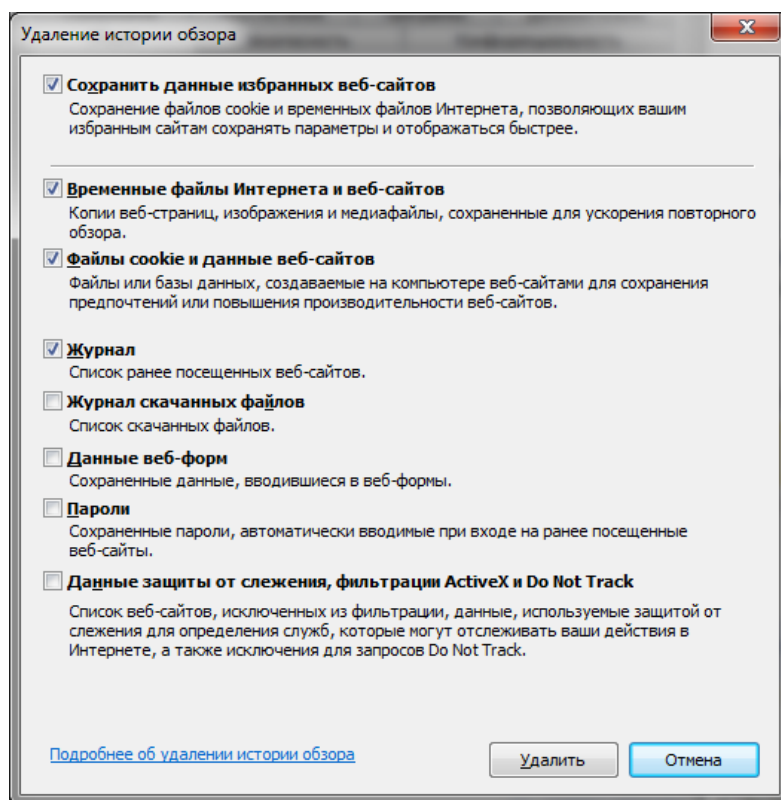 Удаление истории обзора
Сохранить данные избранных веб-сайтов
Сохранение файлов cookie и временных файлов Интернета, позволяющих вашим
избранным сайтам сохранять параметры и отображаться быстрее.
Временные файлы Интернета и веб-сайтов
Копии веб-страниц, изображения и медиафайлы, сохраненные для ускорения повторного
обзора.
Файлы cookie и данные веб-сайтов
Файлы или базы данных, создаваемые на компьютере веб-сайтами для сохранения
предпочтений или повышения производительности веб-сайтов.
Журнал
Список ранее посещенных веб-сайтов.
Журнал скачанных файлов
Список скачанных файлов.
Данные веб-форм
Сохраненные данные, вводившиеся в веб-формы.
Пароли
Сохраненные пароли, автоматически вводимые при входе на ранее посещенные
веб-сайты.
Данные защиты от слежения, фильтрации ActiveX и Do Not Track
Список веб-сайтов, исключенных из фильтрации, данные, используемые защитой от
слежения для определения служб, которые могут отслеживать ваши действия в
Интернете, а также исключения для запросов Do Not Track.
Подробнее об удалении истории обзора
Удалить
Отмена